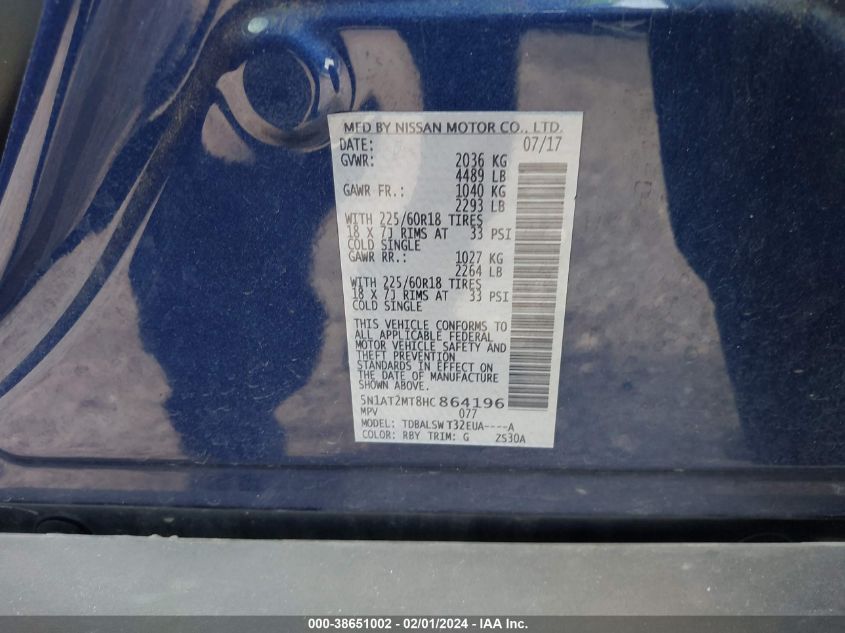 MFD BY NISSAN MOTOR CO., LTD.
DATE: 07/17
GVWR: 2036 KG
4489 LB
GAWR FR.: 1040 KG
2293 LB
WITH 225/60R18 TIRES
18 X 7J RIMS AT 33 PSI
COLD SINGLE
GAWR RR.: 1027 KG
2264 LB
WITH 225/60R18 TIRES
18 X 7J RIMS AT 33 PSI
COLD SINGLE
THIS VEHICLE CONFORMS TO
ALL APPLICABLE FEDERAL
MOTOR VEHICLE SAFETY AND
THEFT PREVENTION
STANDARDS IN EFFECT ON
THE DATE OF MANUFACTURE
SHOWN ABOVE.
5N1AT2MT8HC864196
MPV 077
MODEL: TDBALSW T32EUA----A
COLOR: RBY TRIM: G ZS30A
000-38651002 - 02/01/2024 - IAA Inc.